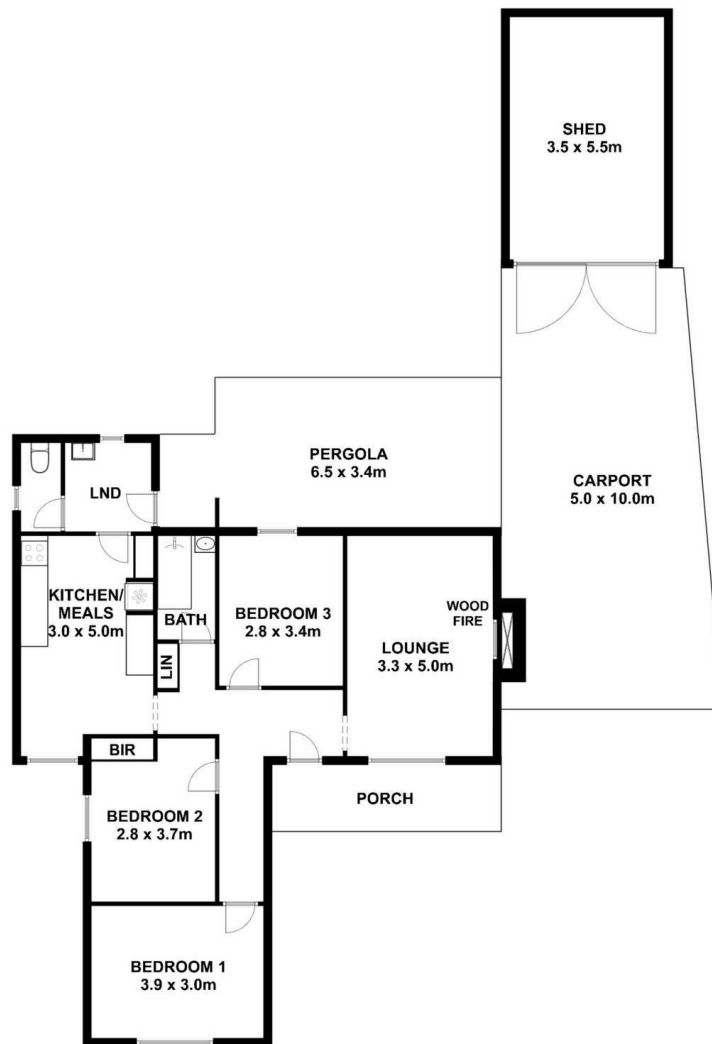 SHED
3.5 x 5.5m
PERGOLA
6.5 x 3.4m
CARPORT
5.0 x 10.0m
LND
KITCHEN/
MEALS
3.0 x 5.0m
BATH
BEDROOM 3
2.8 x 3.4m
WOOD
FIRE
LOUNGE
3.3 x 5.0m
LIN
BIR
PORCH
BEDROOM 2
2.8 x 3.7m
BEDROOM 1
3.9 x 3.0m